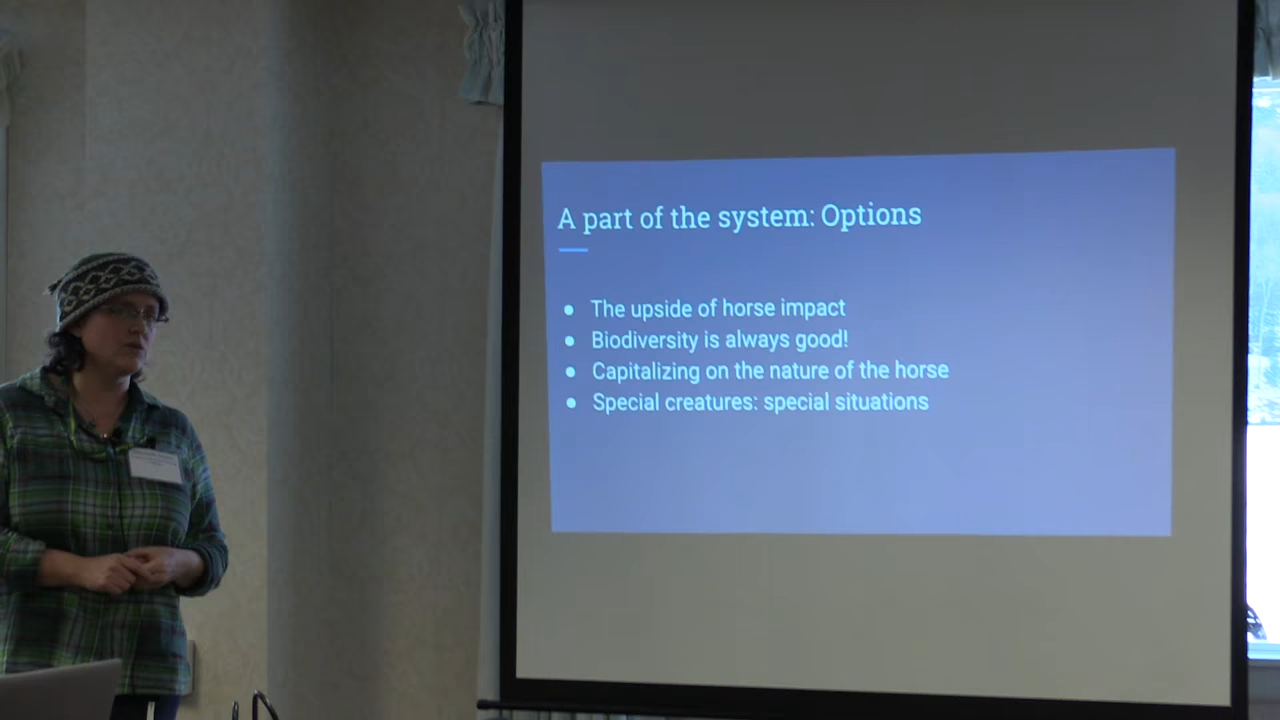 A part of the system: Options
● The upside of horse impact
● Biodiversity is always good!
● Capitalizing on the nature of the horse
● Special creatures: special situations